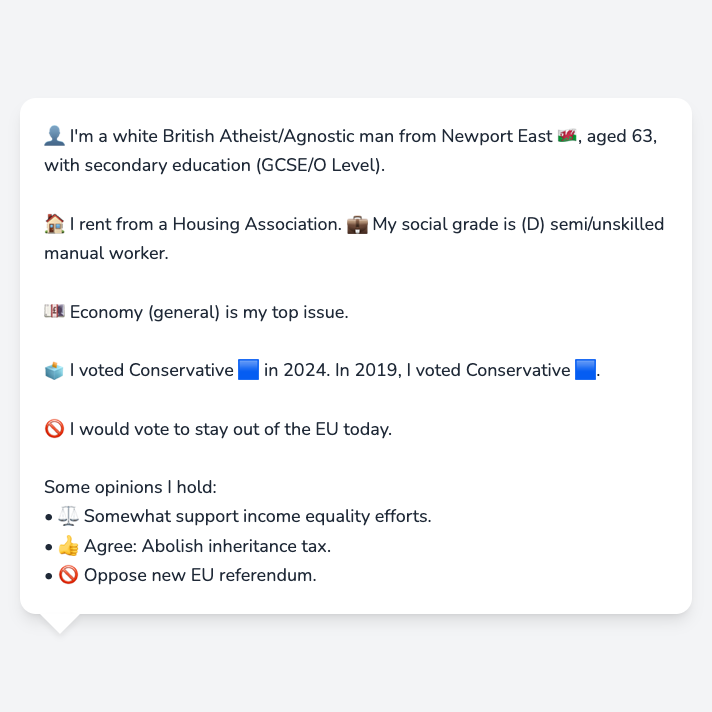 👤 I'm a white British Atheist/Agnostic man from Newport East 🏴󠁧󠁢󠁷󠁬󠁳󠁿, aged 63,
with secondary education (GCSE/O Level).
🏠 I rent from a Housing Association. 💼 My social grade is (D) semi/unskilled
manual worker.
💷 Economy (general) is my top issue.
🗳️ I voted Conservative 🟦 in 2024. In 2019, I voted Conservative 🟦.
🚫 I would vote to stay out of the EU today.
Some opinions I hold:
• ⚖️ Somewhat support income equality efforts.
• 👍 Agree: Abolish inheritance tax.
• 🚫 Oppose new EU referendum.